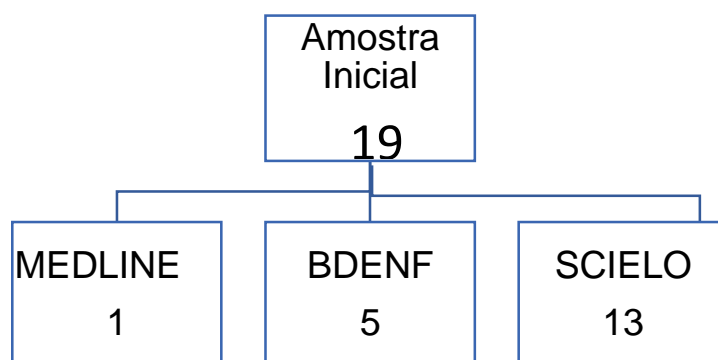 Amostra
Inicial
19
MEDLINE
1
BDENF
5
SCIELO
13